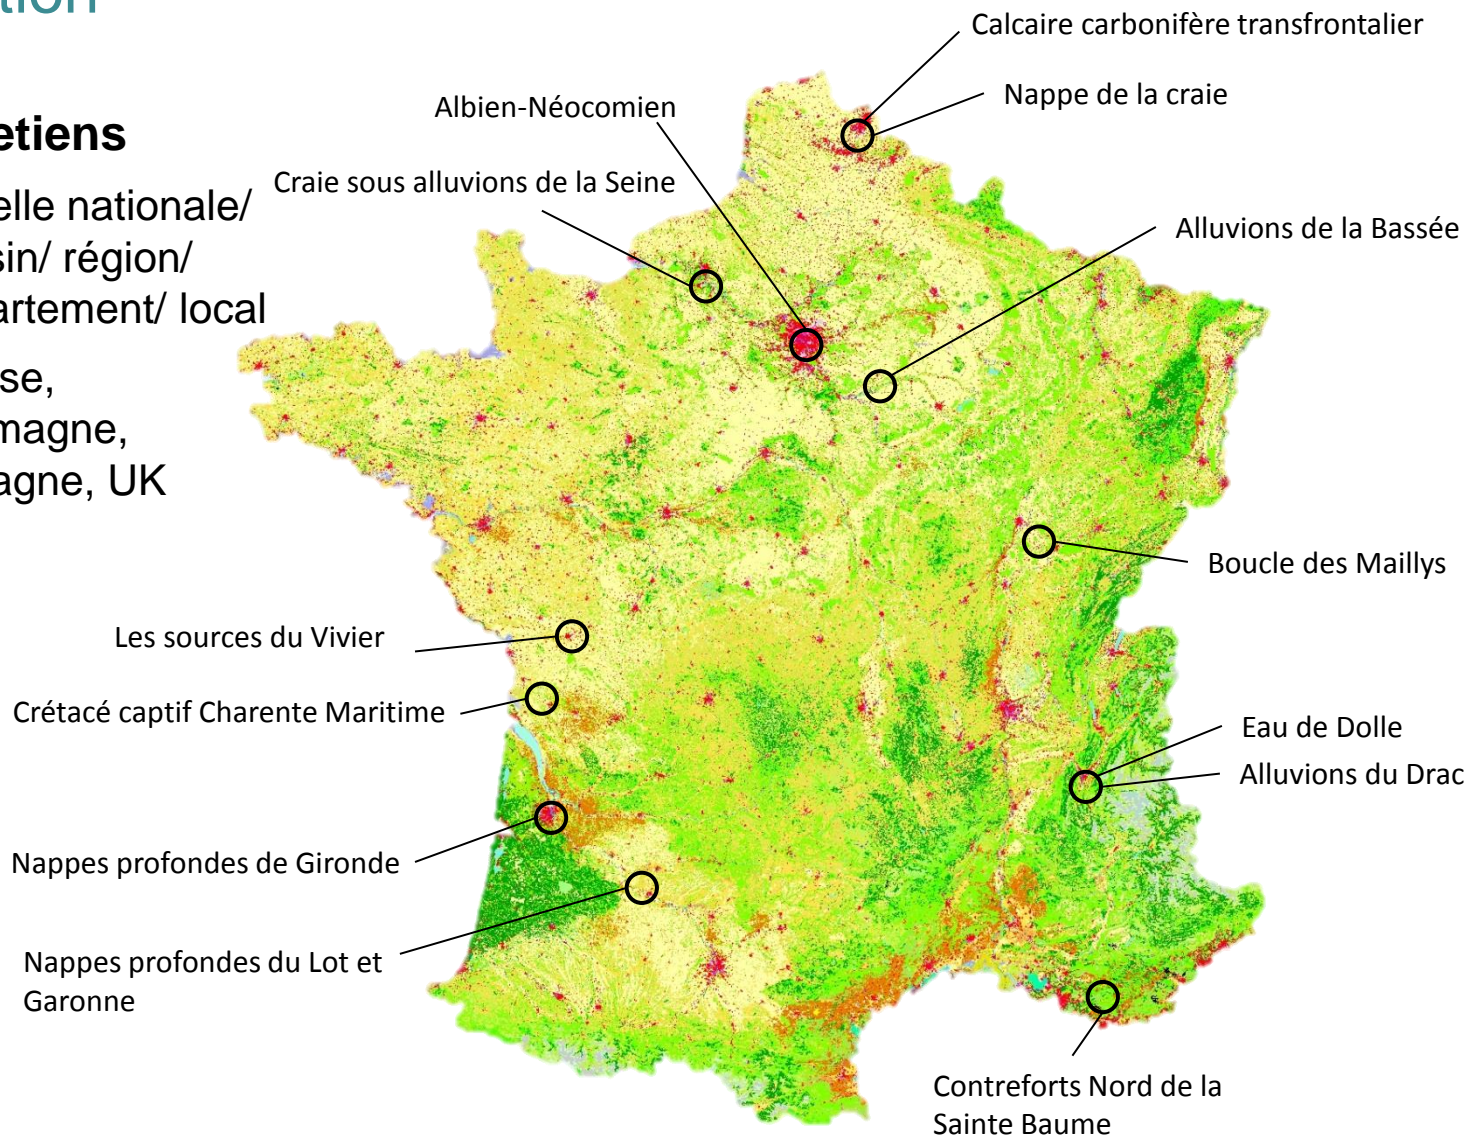 tion
etiens
elle nationale/
sin/ région/
artement/ local
sse,
magne,
agne, UK
Calcaire carbonifère transfrontalier
Nappe de la craie
Albien-Néocomien
Craie sous alluvions de la Seine
Alluvions de la Bassée
Boucle des Maillys
Les sources du Vivier
Crétacé captif Charente Maritime
Eau de Dolle
Alluvions du Drac
Nappes profondes de Gironde
Nappes profondes du Lot et
Garonne
Contreforts Nord de la
Sainte Baume